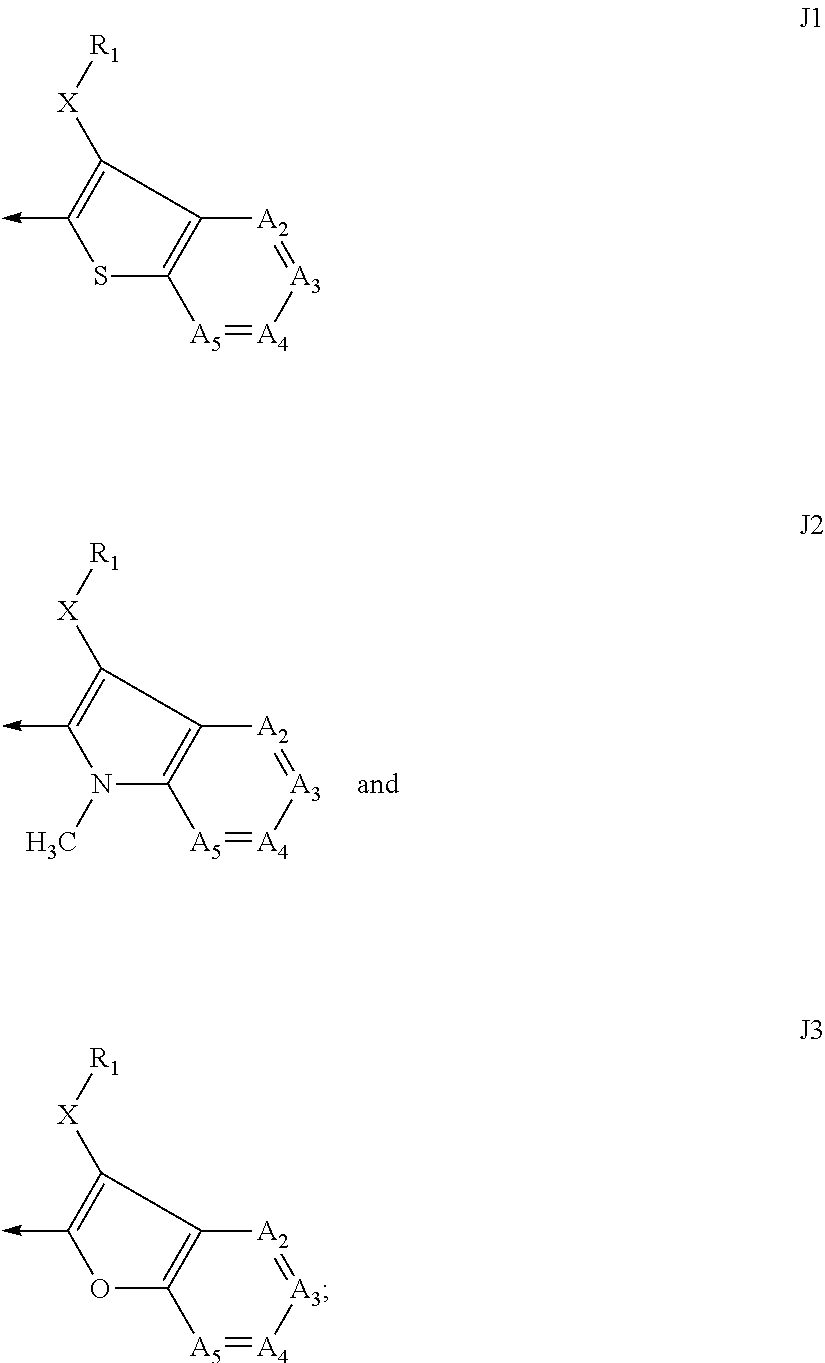 J1
R₁
X
A₂
S
A₃
A₅ A₄
J2
R₁
X
A₂
N A₃ and
H₃C A₅ A₄
J3
R₁
X
A₂
O A₃;
A₅ A₄